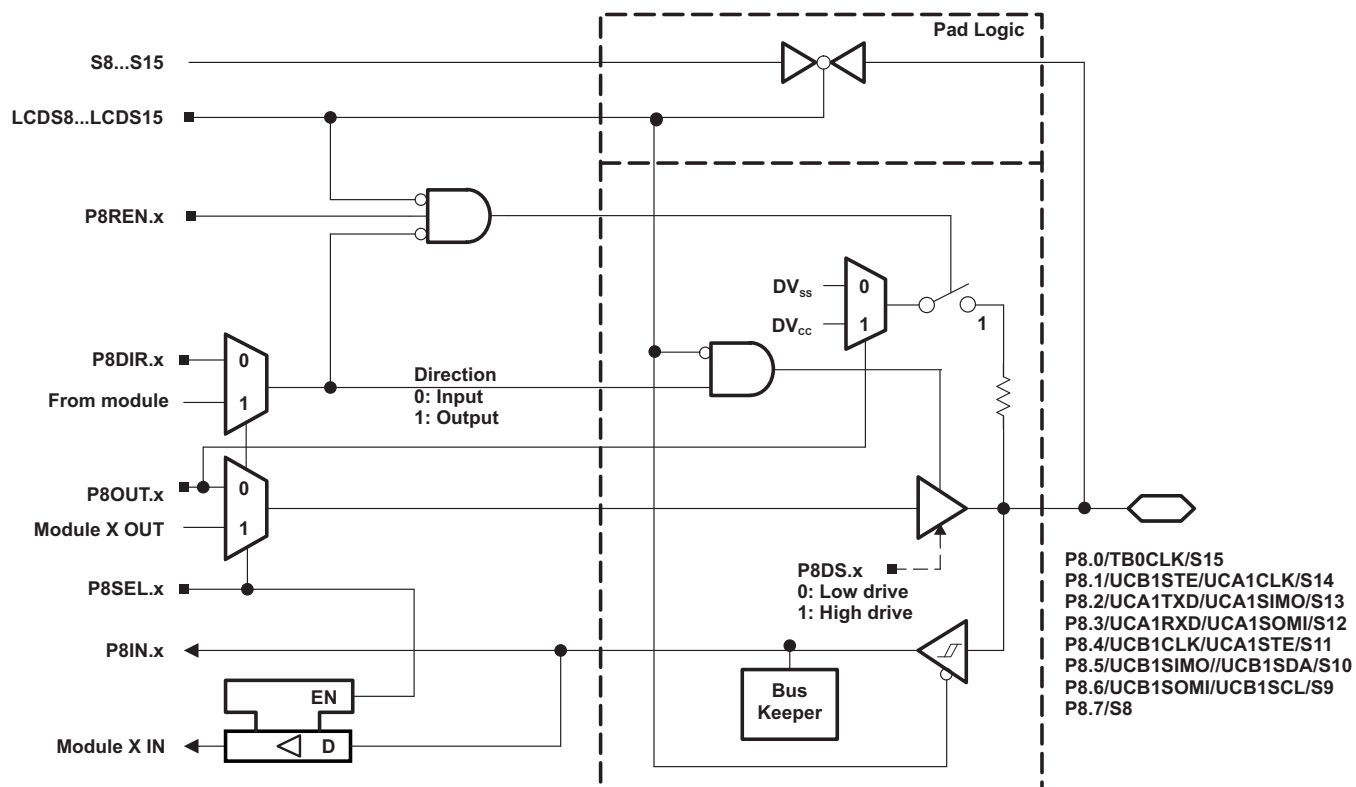 Pad Logic
S8...S15
LCDS8...LCDS15
P8REN.x
DVSS
0
DVCC
1
1
P8DIR.x
0
From module
1
Direction
0: Input
1: Output
P8OUT.x
0
Module X OUT
1
P8SEL.x
P8DS.x
0: Low drive
1: High drive
P8IN.x
EN
Bus
Keeper
Module X IN
D
P8.0/TB0CLK/S15
P8.1/UCB1STE/UCA1CLK/S14
P8.2/UCA1TXD/UCA1SIMO/S13
P8.3/UCA1RXD/UCA1SOMI/S12
P8.4/UCB1CLK/UCA1STE/S11
P8.5/UCB1SIMO//UCB1SDA/S10
P8.6/UCB1SOMI/UCB1SCL/S9
P8.7/S8